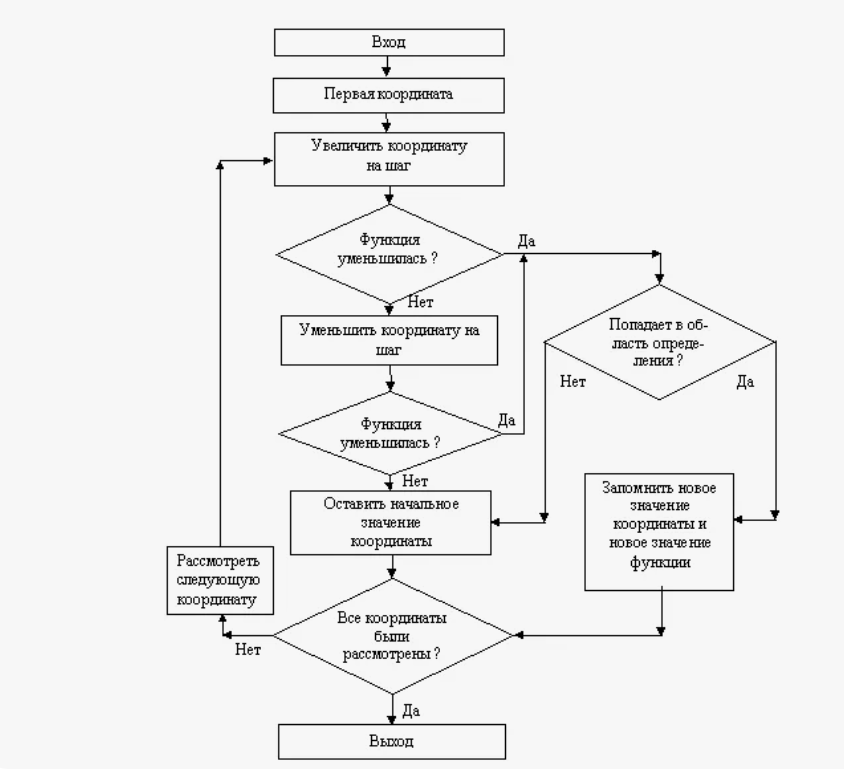 Вход
Первая координата
Увеличить координату
на шаг
Функция
уменьшилась ?
Да
Нет
Уменьшить координату на
шаг
Попадает в об-
ласть опреде-
ления ?
Нет
Да
Функция
уменьшилась ?
Да
Нет
Оставить начальное
значение
координаты
Запомнить новое
значение
координаты и
новое значение
функции
Рассмотреть
следующую
координату
Все координаты
были
рассмотрены ?
Нет
Да
Выход